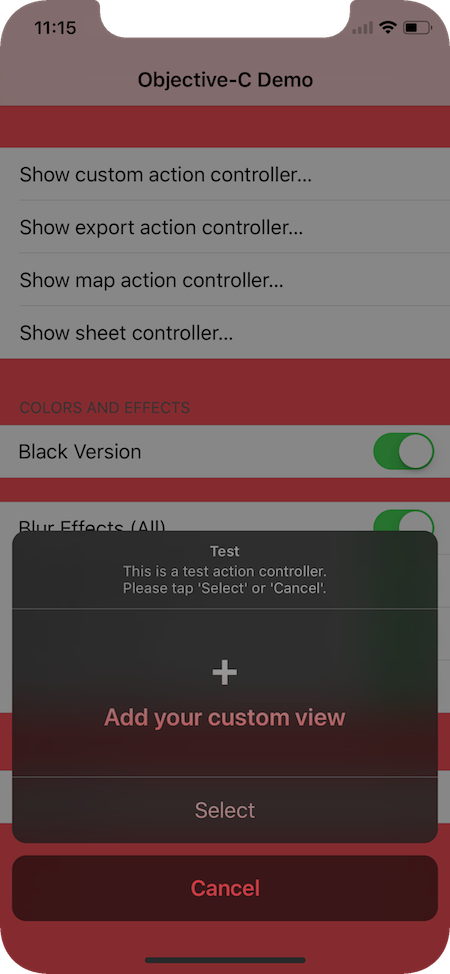 11:15
Objective-C Demo
Show custom action controller...
Show export action controller...
Show map action controller...
Show sheet controller...
COLORS AND EFFECTS
Black Version
Blur Effects (All)
Test
This is a test action controller.
Please tap 'Select' or 'Cancel'.
+
Add your custom view
Select
Cancel